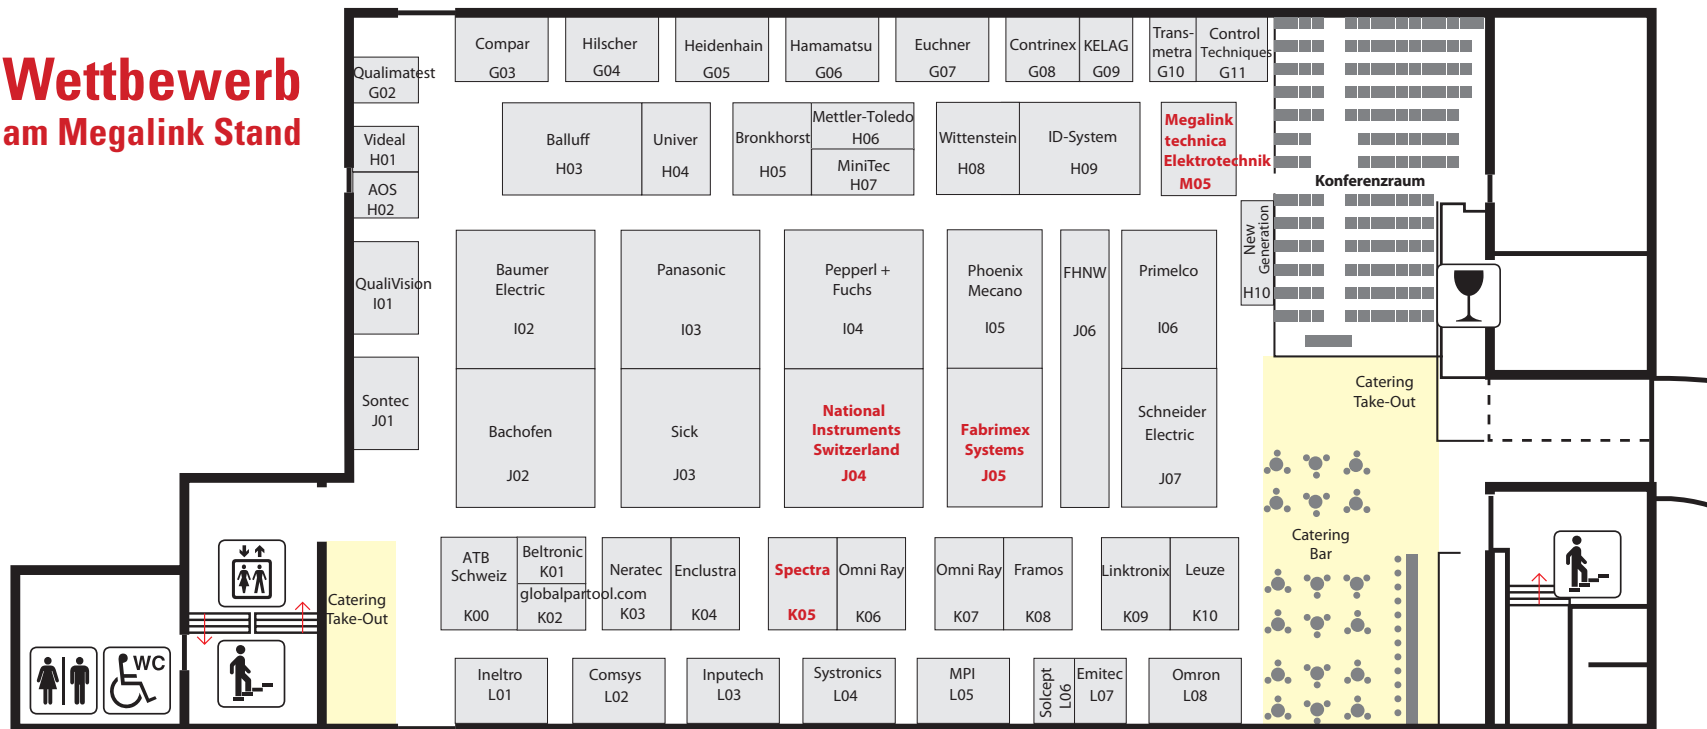 Wettbewerb
am Megalink Stand
Compar
G03
Hilscher
G04
Heidenhain
G05
Hamamatsu
G06
Euchner
G07
Contrinex
G08
KELAG
G09
Trans-
metra
G10
Control
Techniques
G11
Qualimatest
G02
Videal
H01
AOS
H02
Balluff
H03
Univer
H04
Bronkhorst
H05
Mettler-Toledo
H06
MiniTec
H07
Wittenstein
H08
ID-System
H09
Megalink
technica
Elektrotechnik
M05
Konferenzraum
New
Generation
H10
QualiVision
I01
Baumer
Electric
I02
Panasonic
I03
Pepperl +
Fuchs
I04
Phoenix
Mecano
I05
FHNW
J06
Primelco
I06
Sontec
J01
Bachofen
J02
Sick
J03
National
Instruments
Switzerland
J04
Fabrimex
Systems
J05
Schneider
Electric
J07
Catering
Take-Out
Catering
Bar
ATB
Schweiz
K00
Beltronic
K01
globalpartool.com
K02
Neratec
K03
Enclustra
K04
Spectra
K05
Omni Ray
K06
Omni Ray
K07
Framos
K08
Linktronix
K09
Leuze
K10
Catering
Take-Out
WC
Ineltro
L01
Comsys
L02
Inputech
L03
Systronics
L04
MPI
L05
Solcept
L06
Emitec
L07
Omron
L08